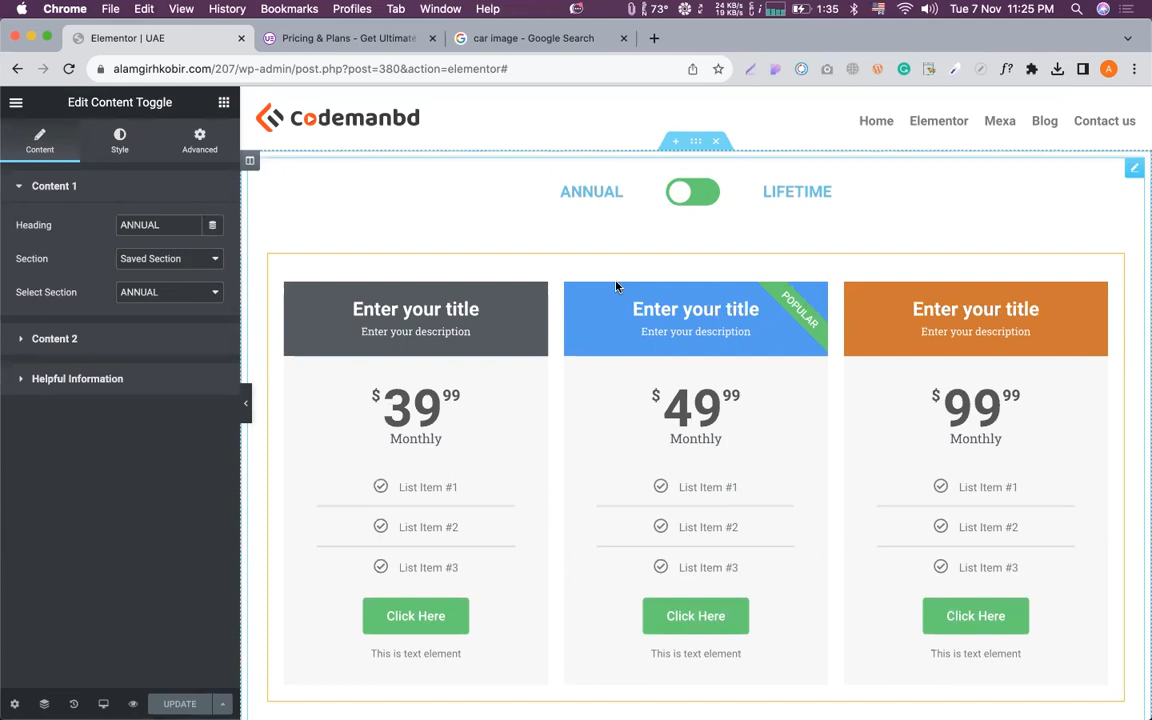 Chrome File Edit View History Bookmarks Profiles Tab Window Help 73° 24 KB/s 19 KB/s 1:35 Tue 7 Nov 11:25 PM
Elementor | UAE
Pricing & Plans - Get Ultimate
car image - Google Search
alamgirhkobir.com/207/wp-admin/post.php?post=380&action=elementor#
Edit Content Toggle
Content Style Advanced
Content 1
Heading ANNUAL
Section Saved Section
Select Section ANNUAL
Content 2
Helpful Information
UPDATE
codemanbd
Home Elementor Mexa Blog Contact us
ANNUAL LIFETIME
Enter your title
Enter your description
$39 99
Monthly
List Item #1
List Item #2
List Item #3
Click Here
This is text element
Enter your title
Enter your description
POPULAR
$49 99
Monthly
List Item #1
List Item #2
List Item #3
Click Here
This is text element
Enter your title
Enter your description
$99 99
Monthly
List Item #1
List Item #2
List Item #3
Click Here
This is text element